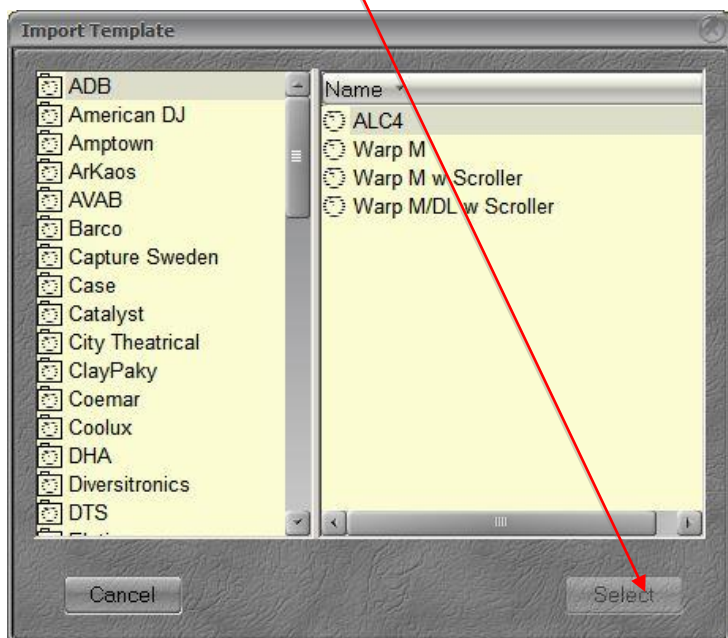 Import Template
ADB
American DJ
Amptown
ArKaos
AVAB
Barco
Capture Sweden
Case
Catalyst
City Theatrical
ClayPaky
Coemar
Coolux
DHA
Diversitronics
DTS
Name
ALC4
Warp M
Warp M w Scroller
Warp M/DL w Scroller
Cancel
Select